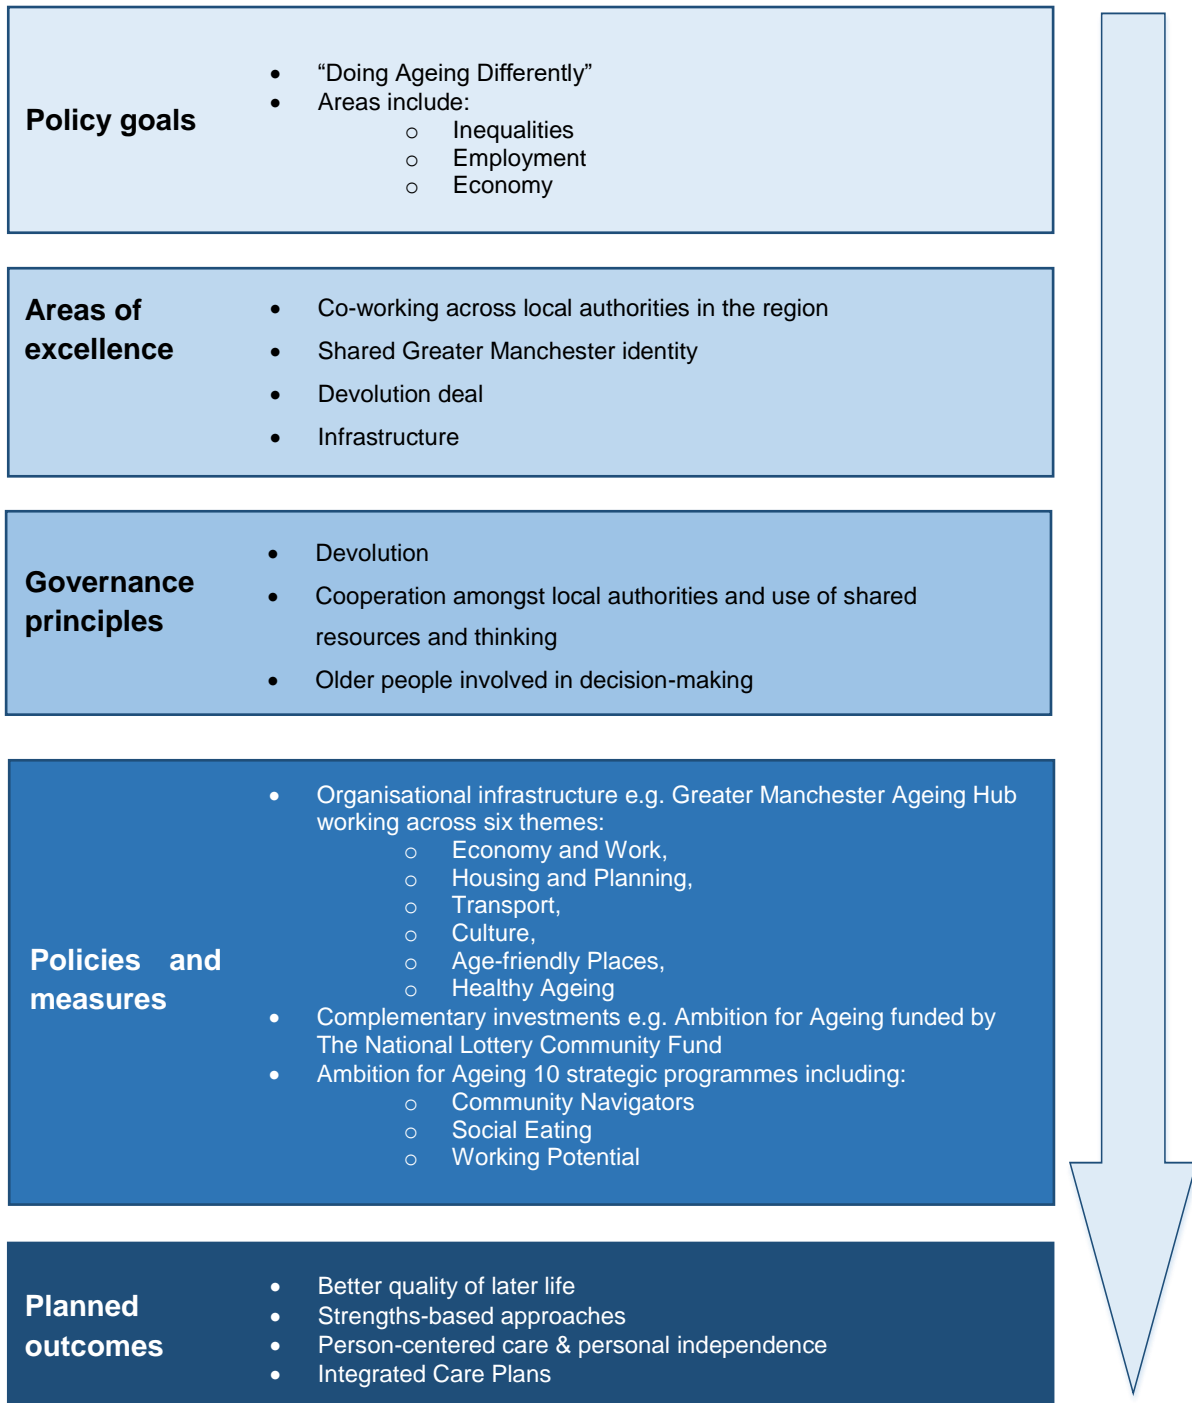 Policy goals
• “Doing Ageing Differently”
• Areas include:
o Inequalities
o Employment
o Economy
Areas of
excellence
• Co-working across local authorities in the region
• Shared Greater Manchester identity
• Devolution deal
• Infrastructure
Governance
principles
• Devolution
• Cooperation amongst local authorities and use of shared
resources and thinking
• Older people involved in decision-making
Policies and
measures
• Organisational infrastructure e.g. Greater Manchester Ageing Hub
working across six themes:
o Economy and Work,
o Housing and Planning,
o Transport,
o Culture,
o Age-friendly Places,
o Healthy Ageing
• Complementary investments e.g. Ambition for Ageing funded by
The National Lottery Community Fund
• Ambition for Ageing 10 strategic programmes including:
o Community Navigators
o Social Eating
o Working Potential
Planned
outcomes
• Better quality of later life
• Strengths-based approaches
• Person-centered care & personal independence
• Integrated Care Plans